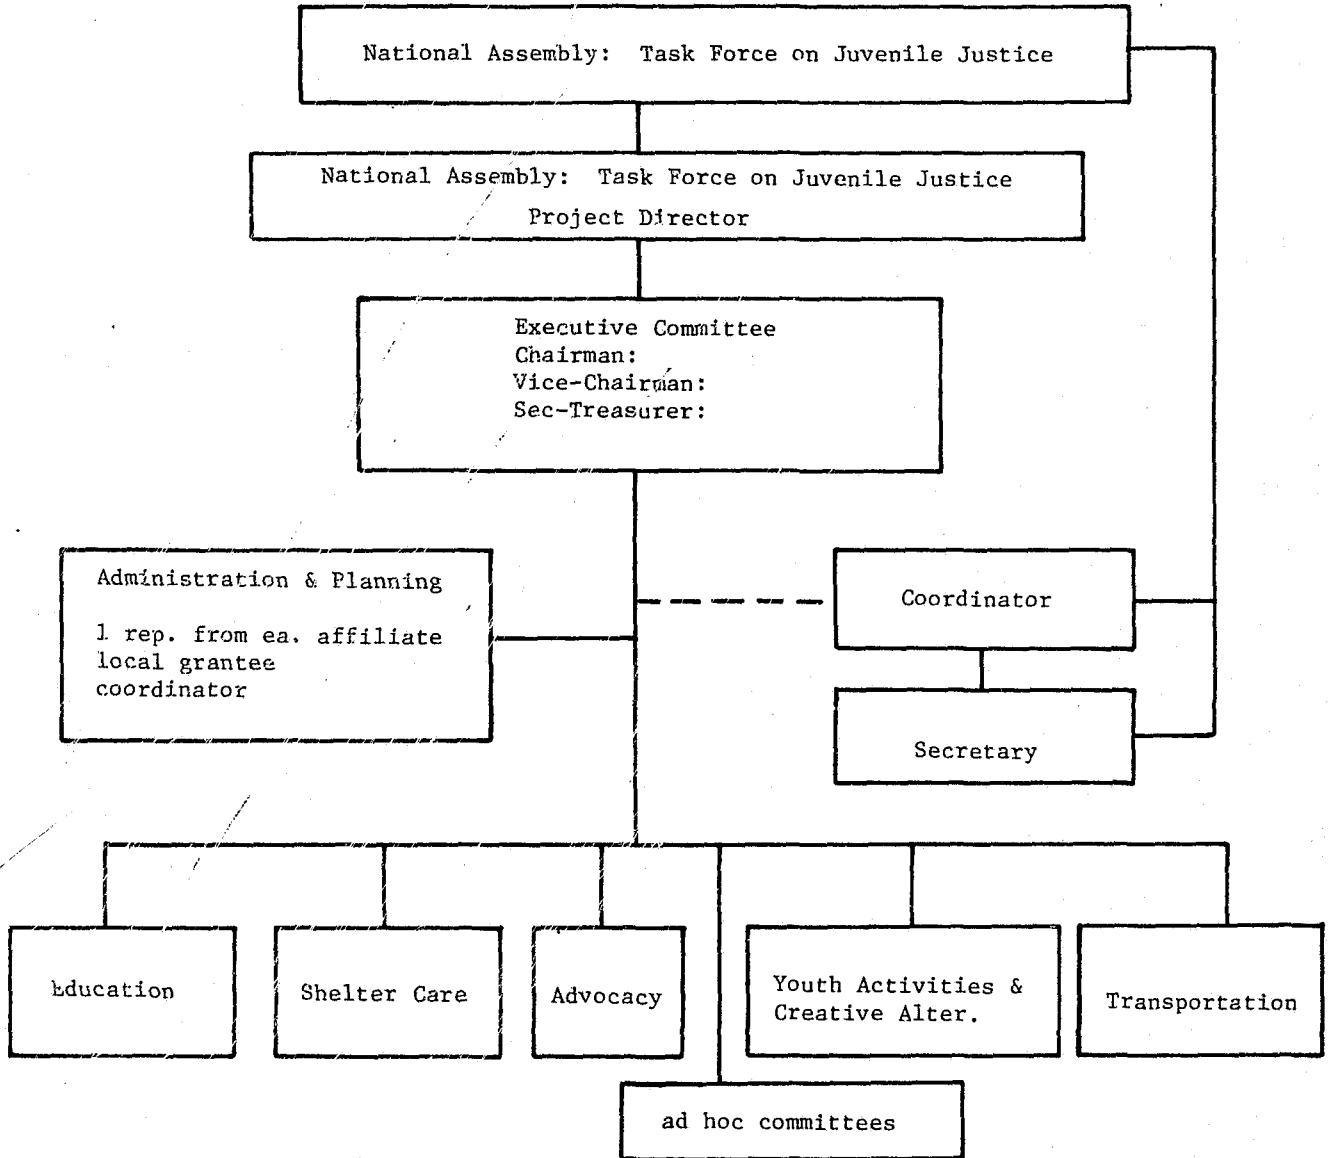 National Assembly: Task Force on Juvenile Justice
National Assembly: Task Force on Juvenile Justice
Project Director
Executive Committee
Chairman:
Vice-Chairman:
Sec-Treasurer:
Administration & Planning
1 rep. from ea. affiliate
local grantee
coordinator
Coordinator
Secretary
Education
Shelter Care
Advocacy
Youth Activities &
Creative Alter.
Transportation
ad hoc committees